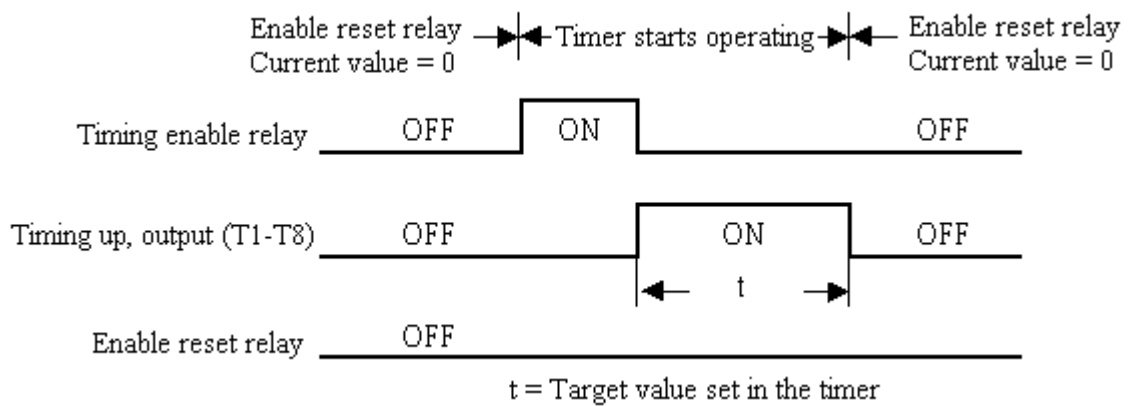 Enable reset relay
Current value = 0
Timer starts operating
Enable reset relay
Current value = 0
Timing enable relay
OFF
ON
OFF
Timing up, output (T1-T8)
OFF
ON
OFF
t
Enable reset relay
OFF
t = Target value set in the timer